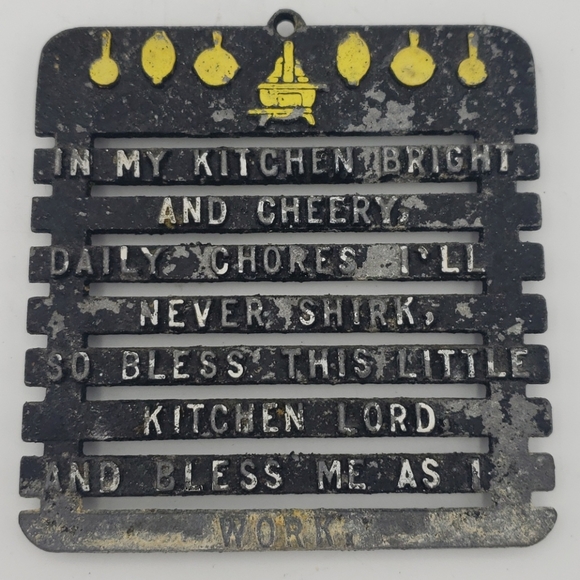 IN MY KITCHEN BRIGHT
AND CHEERY,
DAILY CHORES I'LL
NEVER SHIRK,
SO BLESS THIS LITTLE
KITCHEN LORD,
AND BLESS ME AS I
WORK.